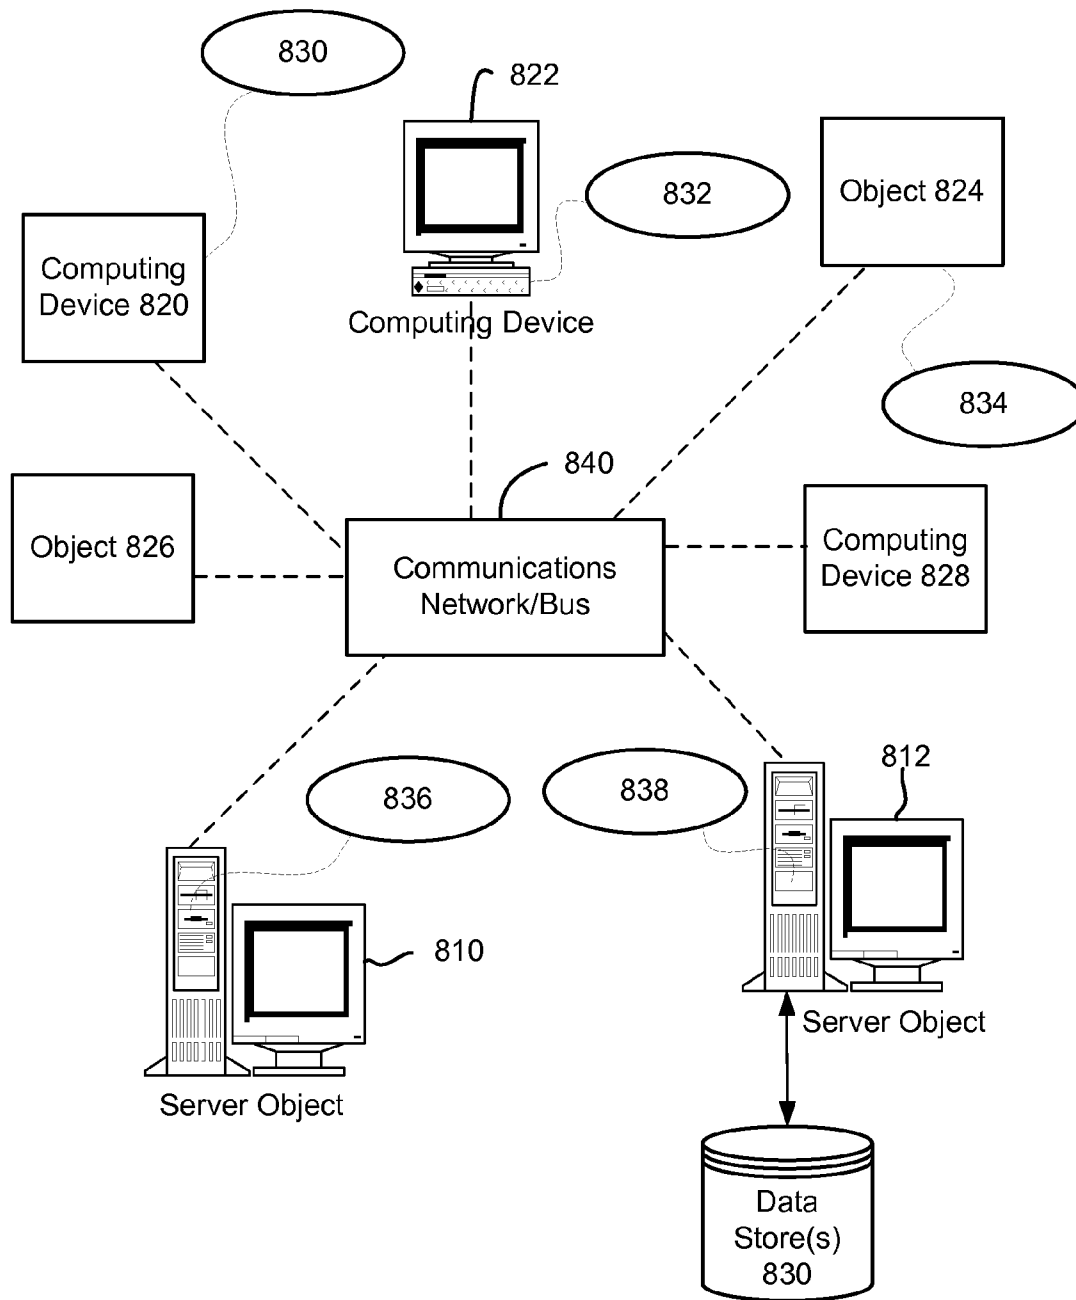 830
822
832
Object 824
Computing
Device 820
Computing Device
834
840
Object 826
Communications
Network/Bus
Computing
Device 828
836
838
812
810
Server Object
Server Object
Data
Store(s)
830